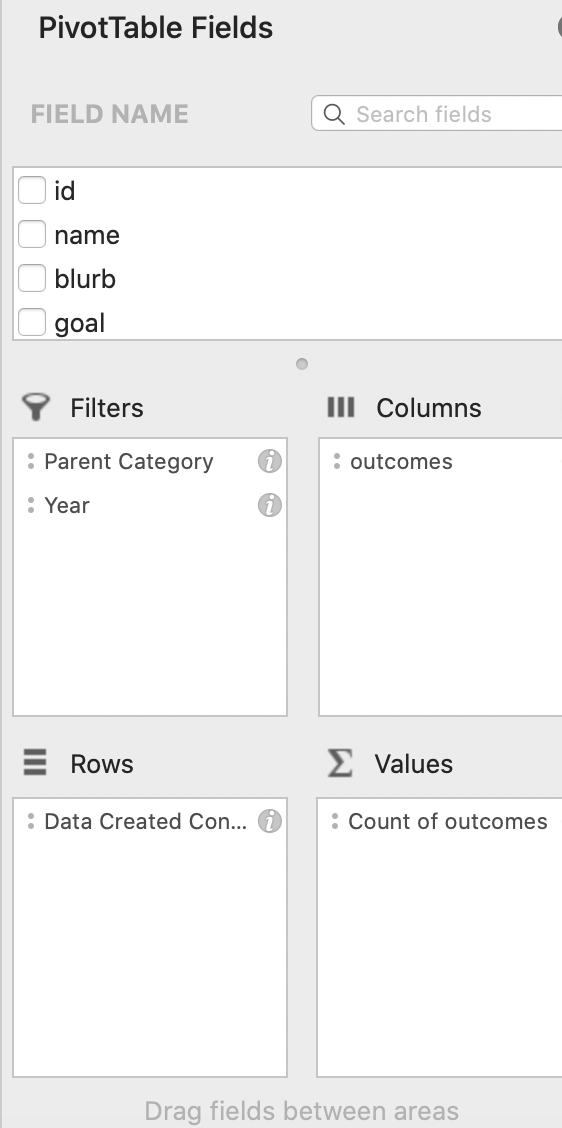 PivotTable Fields
FIELD NAME
Search fields
id
name
blurb
goal
Filters
Parent Category
Year
Columns
outcomes
Rows
Data Created Con...
Values
Count of outcomes
Drag fields between areas